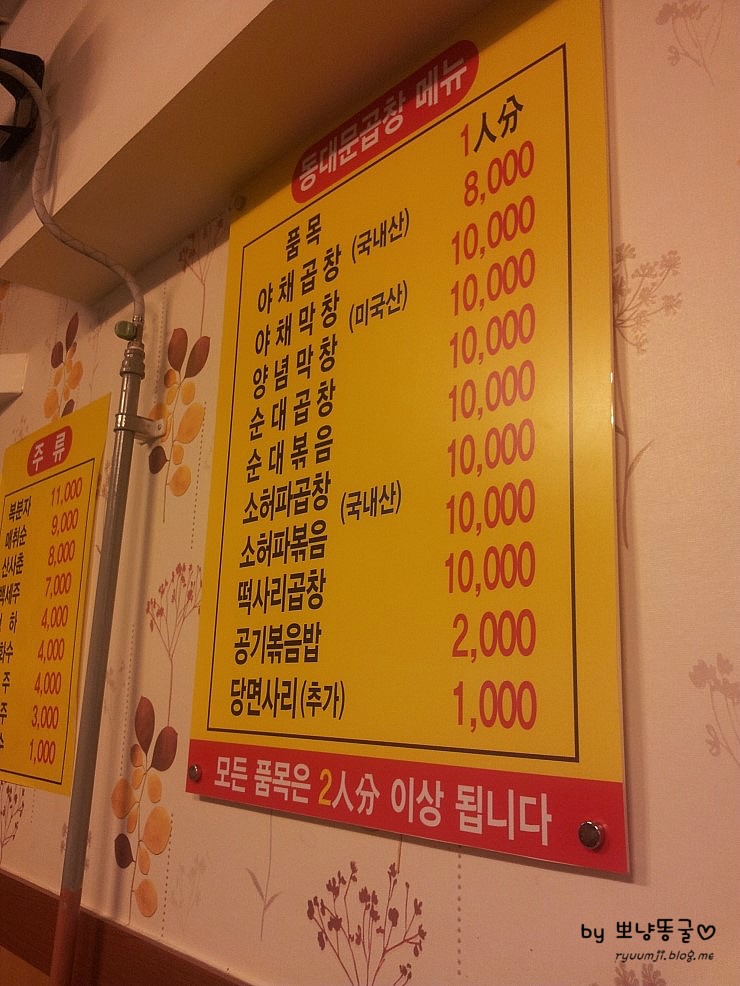 동대문곱창 메뉴
품목 1人分
야채곱창 (국내산) 8,000
야채막창 10,000
양념막창 (미국산) 10,000
순대곱창 10,000
순대볶음 10,000
소허파곱창 10,000
소허파볶음 (국내산) 10,000
떡사리곱창 10,000
공기볶음밥 2,000
당면사리(추가) 1,000
모든 품목은 2人分 이상 됩니다
주 류
복분자 11,000
매취순 9,000
산사춘 8,000
백세주 7,000
하 4,000
화수 4,000
주 4,000
주 3,000
수 1,000
by 뽀냥똥굴♡
ryuumji.blog.me